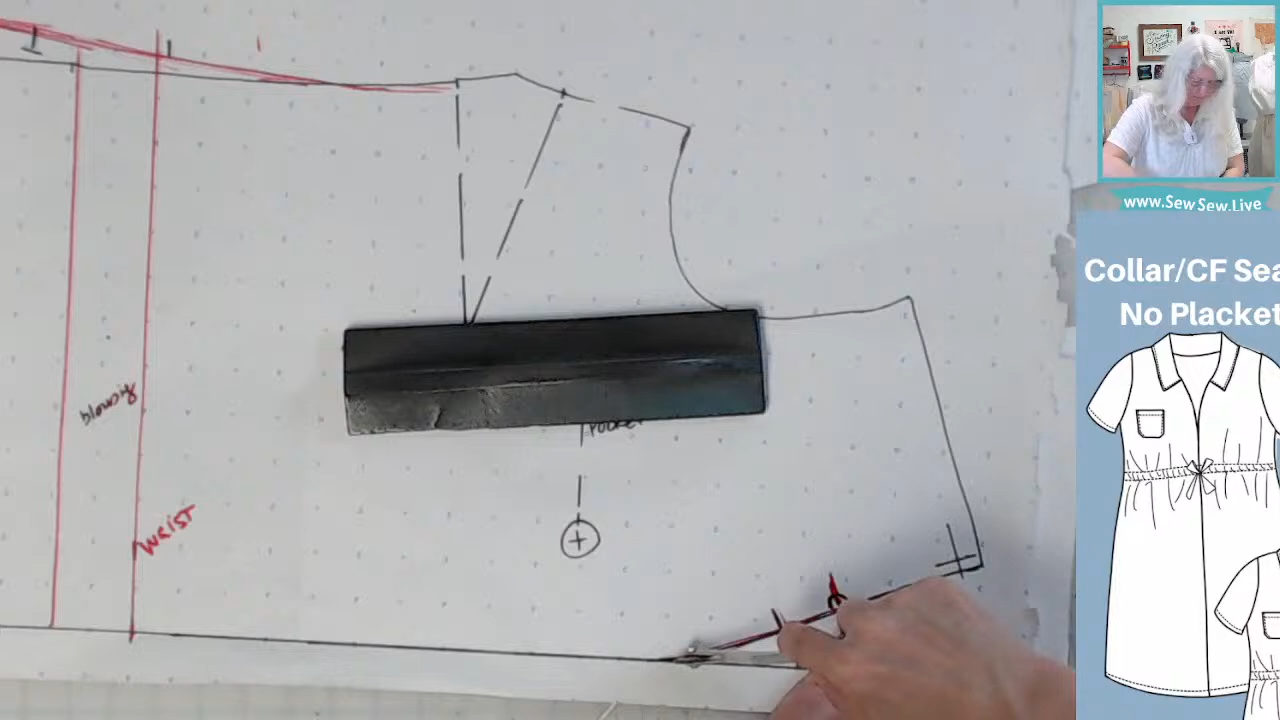 www.SewSew.Live
Collar/CF Sea
No Placket
Blousing
Waist
Pocket
+